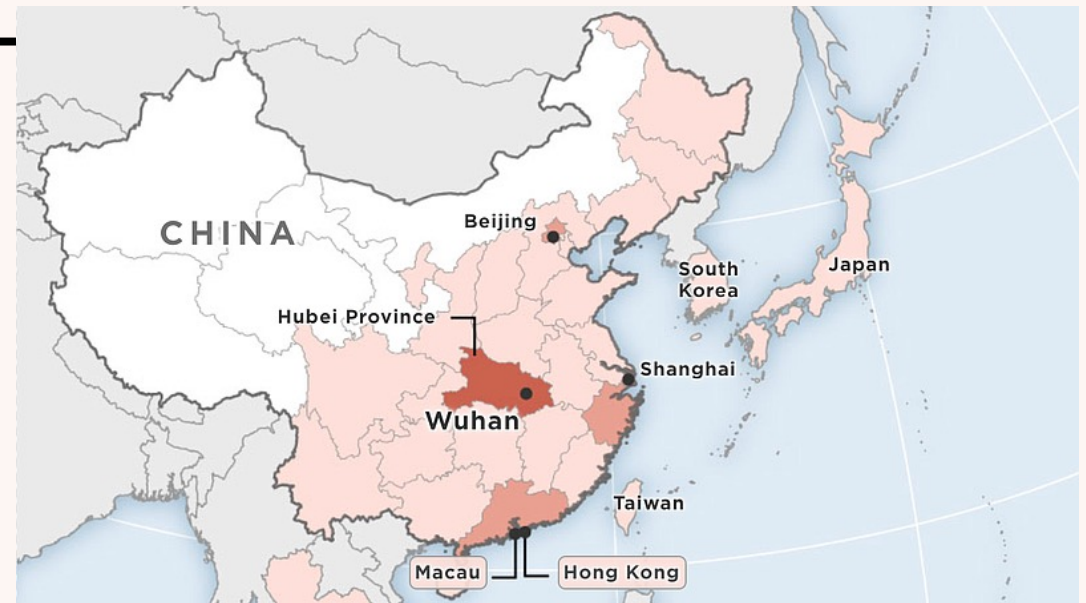 Beijing
CHINA
South
Korea
Japan
Hubei Province
Shanghai
Wuhan
Taiwan
Macau
Hong Kong